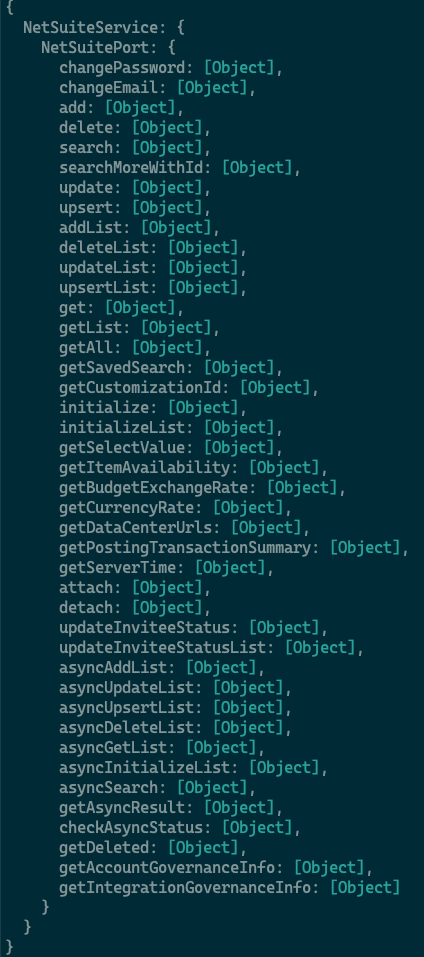 {
  NetSuiteService: {
    NetSuitePort: {
      changePassword: [Object],
      changeEmail: [Object],
      add: [Object],
      delete: [Object],
      search: [Object],
      searchMoreWithId: [Object],
      update: [Object],
      upsert: [Object],
      addList: [Object],
      deleteList: [Object],
      updateList: [Object],
      upsertList: [Object],
      get: [Object],
      getList: [Object],
      getAll: [Object],
      getSavedSearch: [Object],
      getCustomizationId: [Object],
      initialize: [Object],
      initializeList: [Object],
      getSelectValue: [Object],
      getItemAvailability: [Object],
      getBudgetExchangeRate: [Object],
      getCurrencyRate: [Object],
      getDataCenterUrls: [Object],
      getPostingTransactionSummary: [Object],
      getServerTime: [Object],
      attach: [Object],
      detach: [Object],
      updateInviteeStatus: [Object],
      updateInviteeStatusList: [Object],
      asyncAddList: [Object],
      asyncUpdateList: [Object],
      asyncUpsertList: [Object],
      asyncDeleteList: [Object],
      asyncGetList: [Object],
      asyncInitializeList: [Object],
      asyncSearch: [Object],
      getAsyncResult: [Object],
      checkAsyncStatus: [Object],
      getDeleted: [Object],
      getAccountGovernanceInfo: [Object],
      getIntegrationGovernanceInfo: [Object]
    }
  }
}